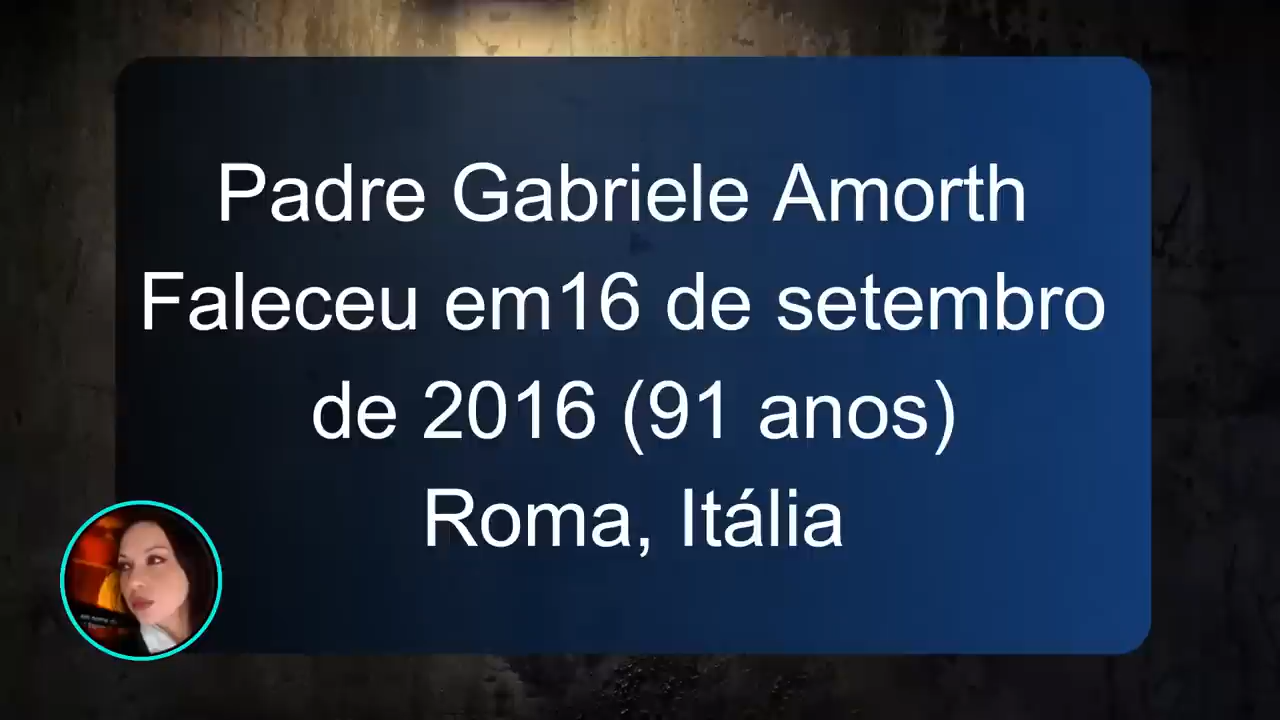 Padre Gabriele Amorth
Faleceu em16 de setembro
de 2016 (91 anos)
Roma, Itália